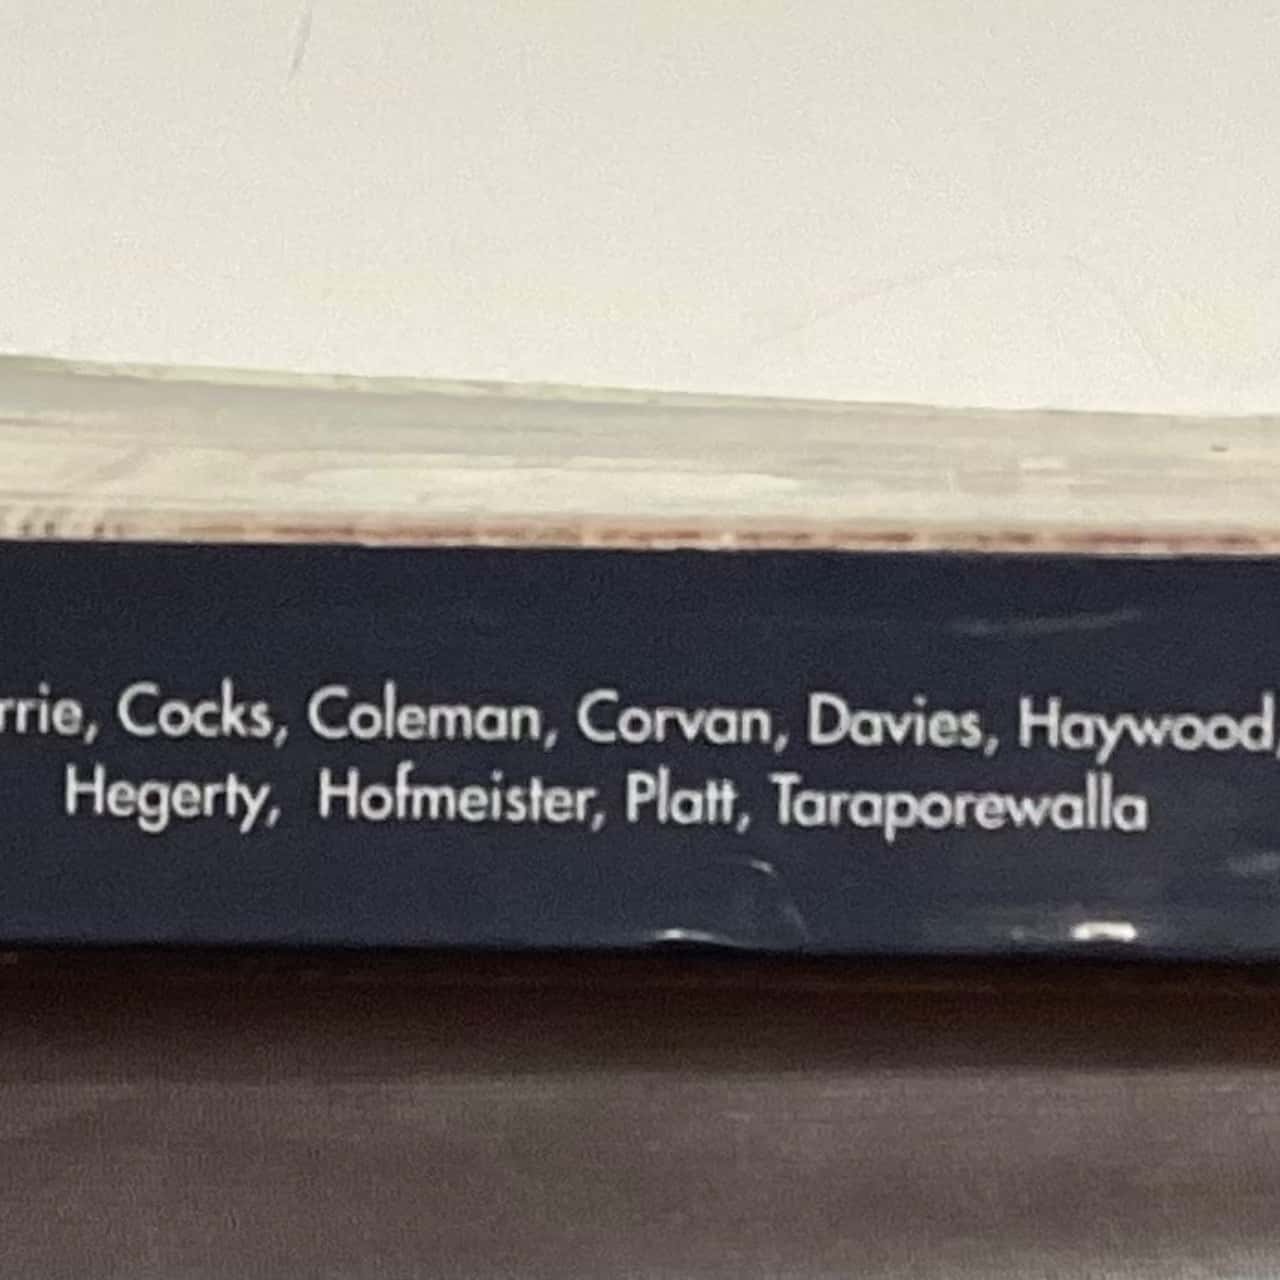 rrie, Cocks, Coleman, Corvan, Davies, Haywood,
Hegerty, Hofmeister, Platt, Taraporewalla